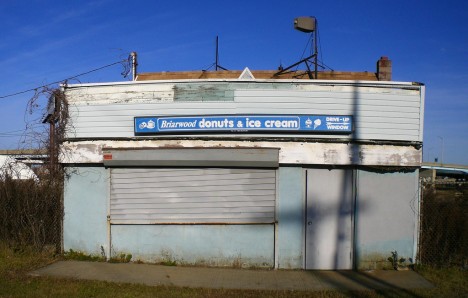 Briarwood donuts & ice cream
DRIVE-UP
WINDOW